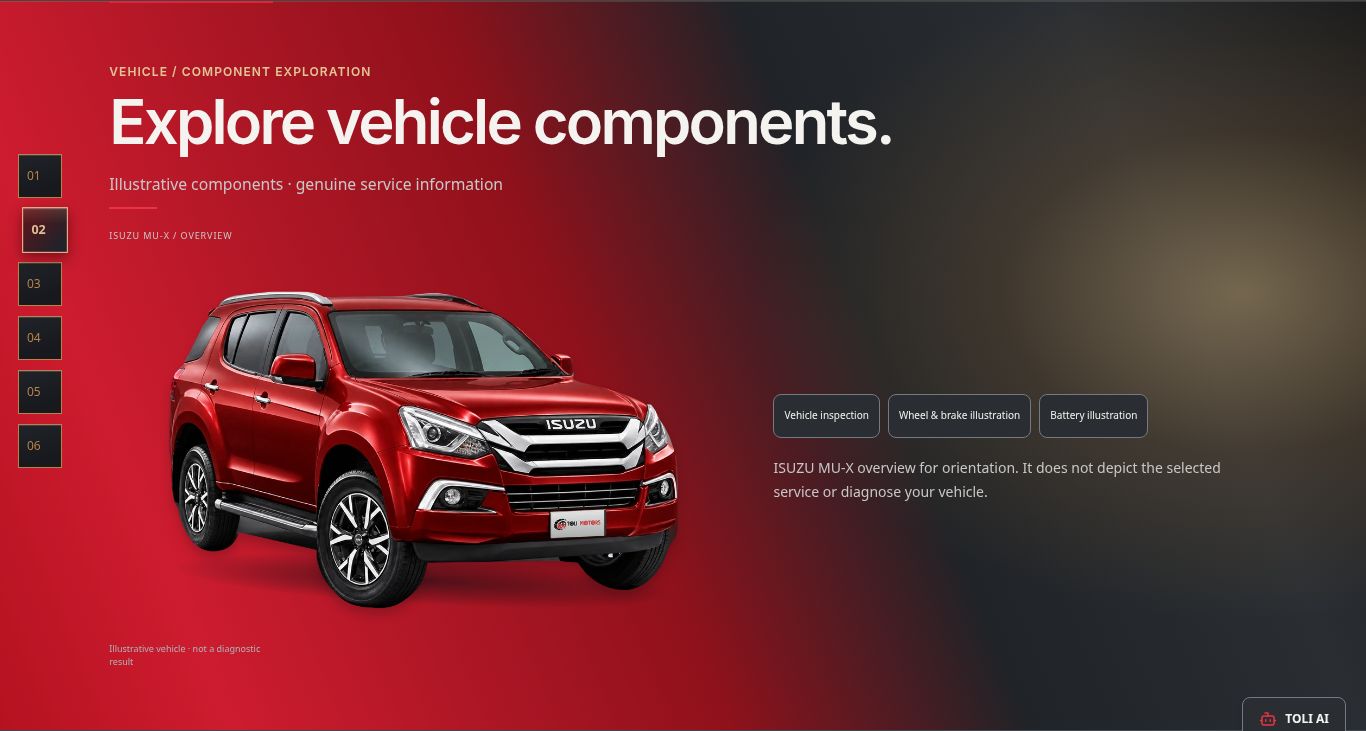 VEHICLE / COMPONENT EXPLORATION
Explore vehicle components.
Illustrative components · genuine service information
ISUZU MU-X / OVERVIEW
01
02
03
04
05
06
ISUZU
TOLI MOTORS
Vehicle inspection
Wheel & brake illustration
Battery illustration
ISUZU MU-X overview for orientation. It does not depict the selected
service or diagnose your vehicle.
Illustrative vehicle · not a diagnostic
result
TOLI AI